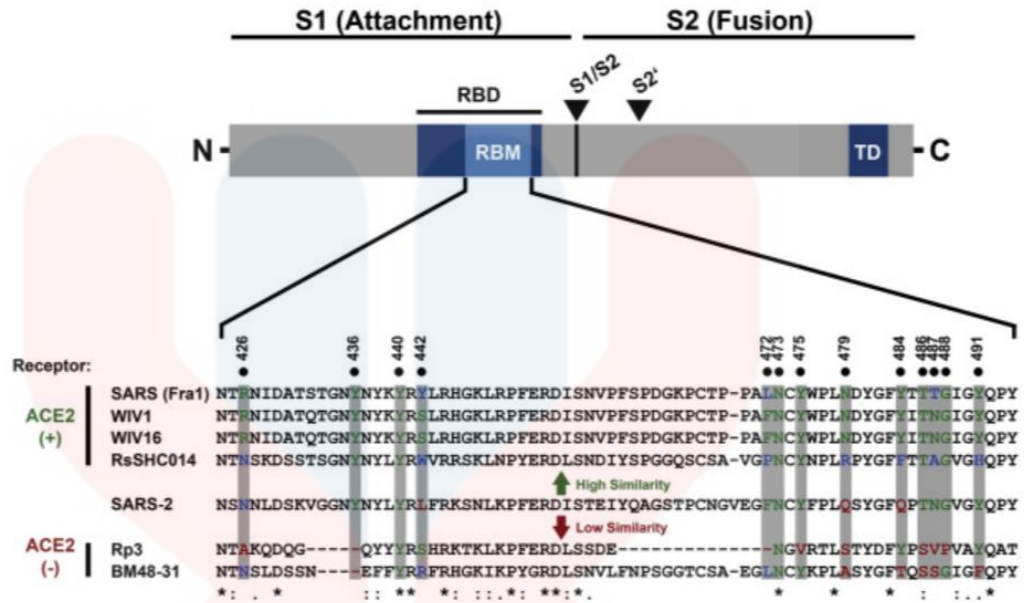 S1 (Attachment) S2 (Fusion)
S1/S2 S2'
RBD
N RBM TD C
426 436 440 442 472 473 475 479 484 486 487 488 491
Receptor:
SARS (Fra1) NTRNIDATSTGNYNYKYRYLRHGKLRPFERDISNVPFSPDGKPCTP-PALNCYWPLNDYGFYITTGIGYQPY
ACE2 WIV1 NTRNIDATQTGNYNYKYRSLRHGKLRPFERDISNVPFSPDGKPCTP-PAFNCYWPLNDYGFYITNGIGYQPY
(+) WIV16 NTRNIDATQTGNYNYKYRSLRHGKLRPFERDISNVPFSPDGKPCTP-PAFNCYWPLNDYGFYITNGIGYQPY
RsSHC014 NTNSKDSSTSGNYNYLYRWVRRSKLNPYERDLSNDIYSPGGQSCSA-VGPNCYNPLRPYGFFTTAGIGHQPY
High Similarity
SARS-2 NSNNLDSKVGGNYNYLYRLFRKSNLKPFERDISTEIYQAGSTPCNGVEGFNCYFPLQSYGFQPTNGVGYQPY
Low Similarity
ACE2 Rp3 NTAKQDQG-----QYYYRSHRKTKLKPFERDLSSDE-------------NGVRTLSTYDFYPSVPVAYQAT
(-) BM48-31 NTNSLDSSN----EFFYRRFRHGKIKPYGRDLSNVLFNPSGGTCSA-EGLNCYKPLASYGFTQSSGIGFQPY
*: . .* :: ** *: :*:.*: **:*. * * * : :..*